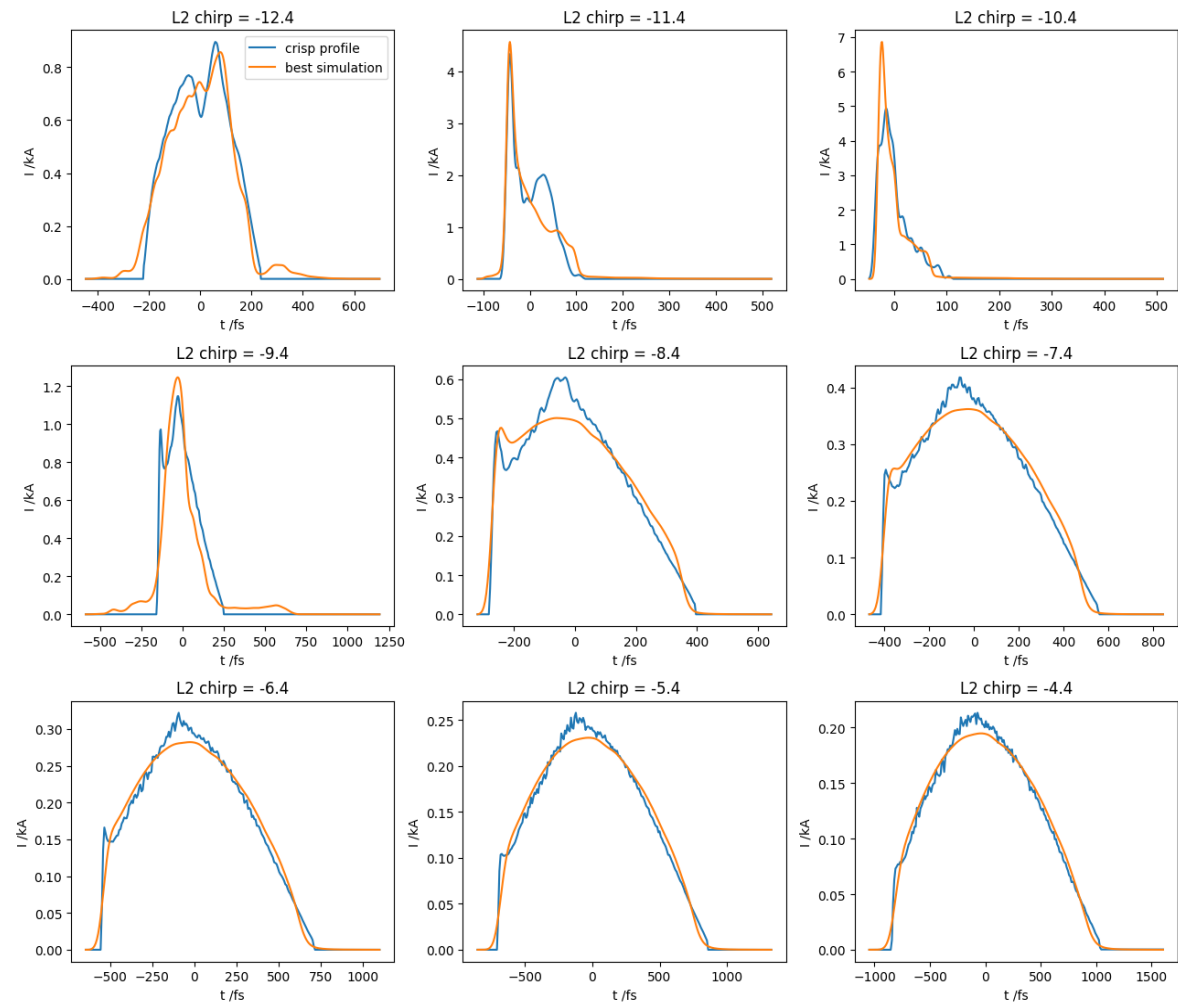 L2 chirp = -12.4
L2 chirp = -11.4
L2 chirp = -10.4
crisp profile
best simulation
I /kA
0.8
0.6
0.4
0.2
0.0
−400 −200 0 200 400 600
t /fs
I /kA
4
3
2
1
0
−100 0 100 200 300 400 500
t /fs
I /kA
7
6
5
4
3
2
1
0
0 100 200 300 400 500
t /fs
L2 chirp = -9.4
L2 chirp = -8.4
L2 chirp = -7.4
I /kA
1.2
1.0
0.8
0.6
0.4
0.2
0.0
−500 −250 0 250 500 750 1000 1250
t /fs
I /kA
0.6
0.5
0.4
0.3
0.2
0.1
0.0
−200 0 200 400 600
t /fs
I /kA
0.4
0.3
0.2
0.1
0.0
−400 −200 0 200 400 600 800
t /fs
L2 chirp = -6.4
L2 chirp = -5.4
L2 chirp = -4.4
I /kA
0.30
0.25
0.20
0.15
0.10
0.05
0.00
−500 −250 0 250 500 750 1000
t /fs
I /kA
0.25
0.20
0.15
0.10
0.05
0.00
−500 0 500 1000
t /fs
I /kA
0.20
0.15
0.10
0.05
0.00
−1000 −500 0 500 1000 1500
t /fs